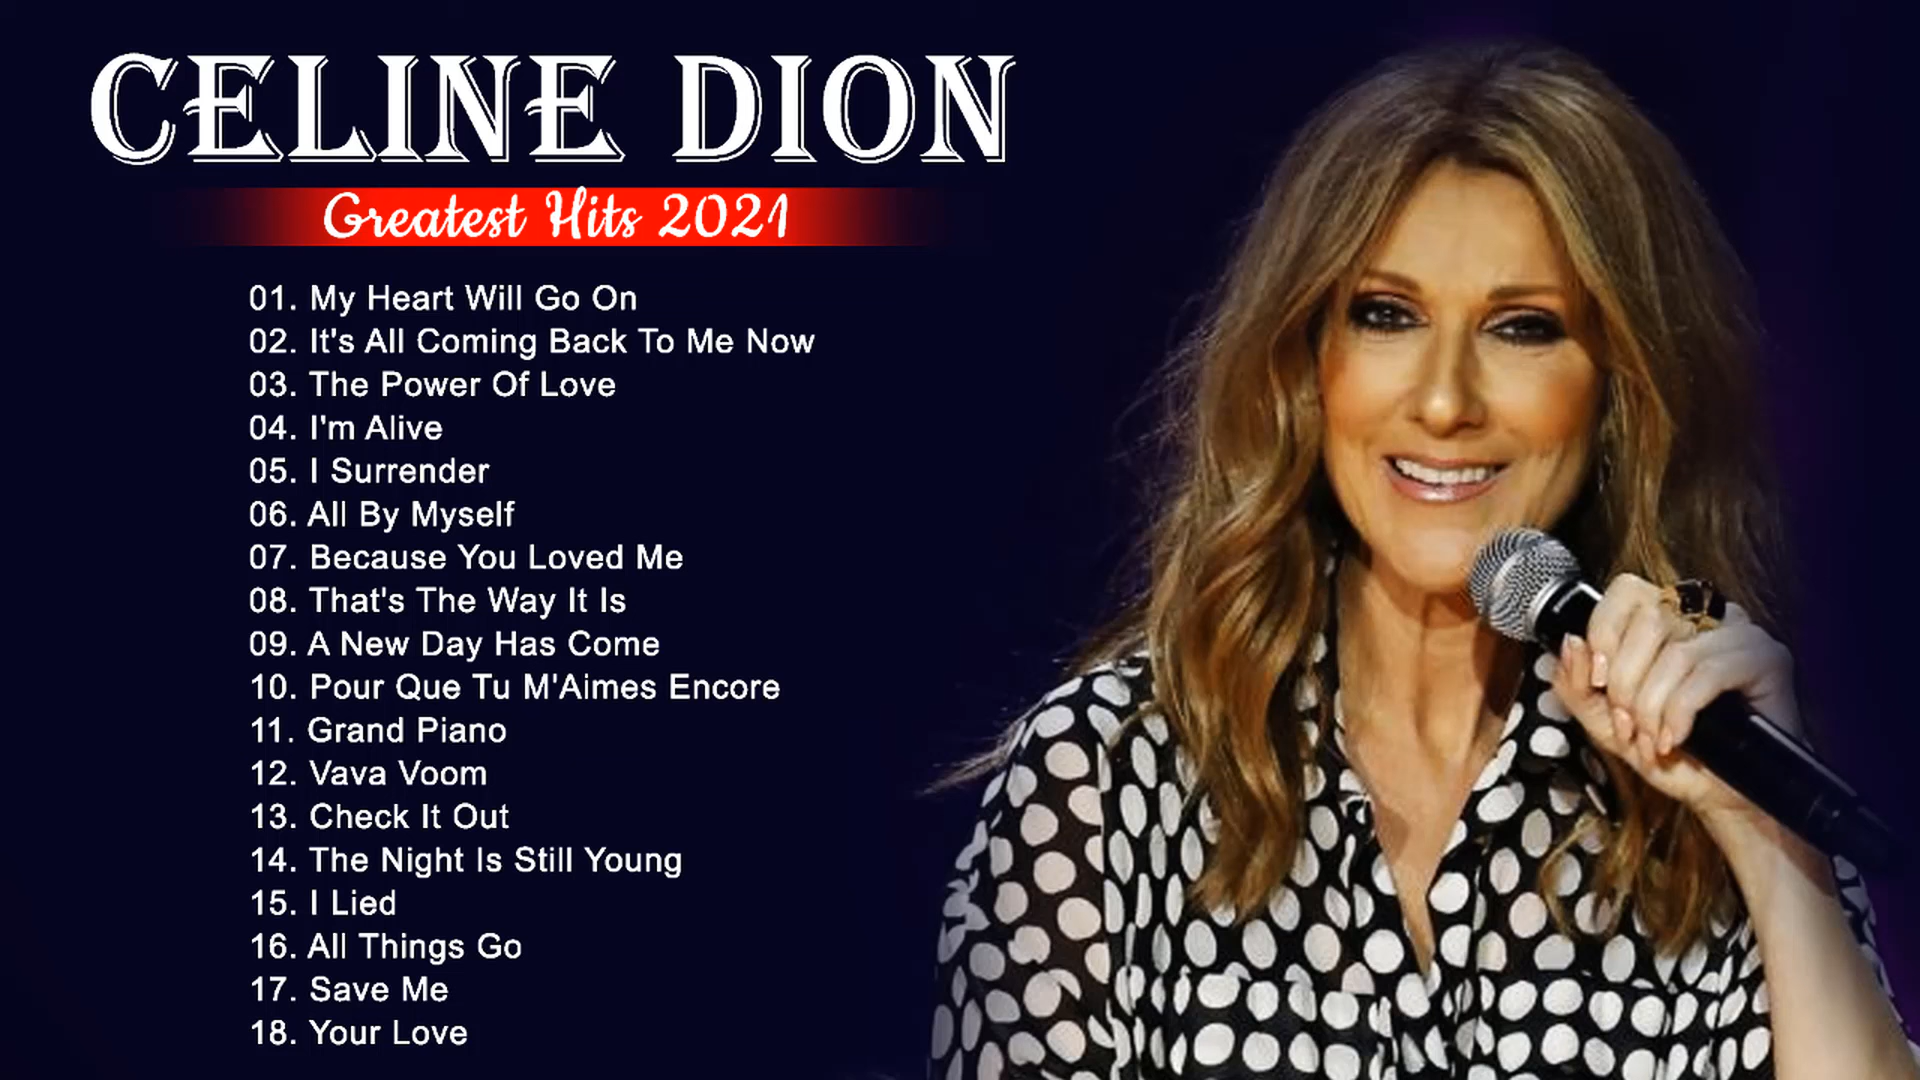 CELINE DION
Greatest Hits 2021
01. My Heart Will Go On
02. It's All Coming Back To Me Now
03. The Power Of Love
04. I'm Alive
05. I Surrender
06. All By Myself
07. Because You Loved Me
08. That's The Way It Is
09. A New Day Has Come
10. Pour Que Tu M'Aimes Encore
11. Grand Piano
12. Vava Voom
13. Check It Out
14. The Night Is Still Young
15. I Lied
16. All Things Go
17. Save Me
18. Your Love